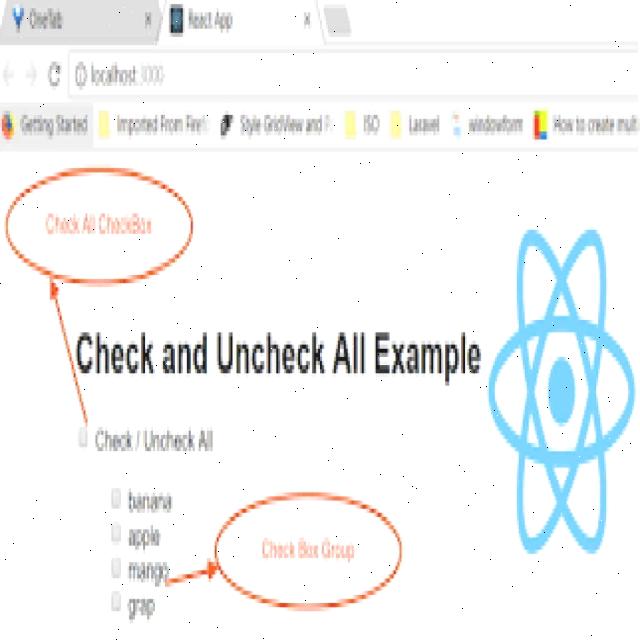 OneTab
React App
localhost:3000
Getting Started Imported From Firef Style GridView and P ISO Laravel windowform How to create mult
Check All CheckBox
Check and Uncheck All Example
Check / Uncheck All
banana
apple
mango
Check Box Group
grap